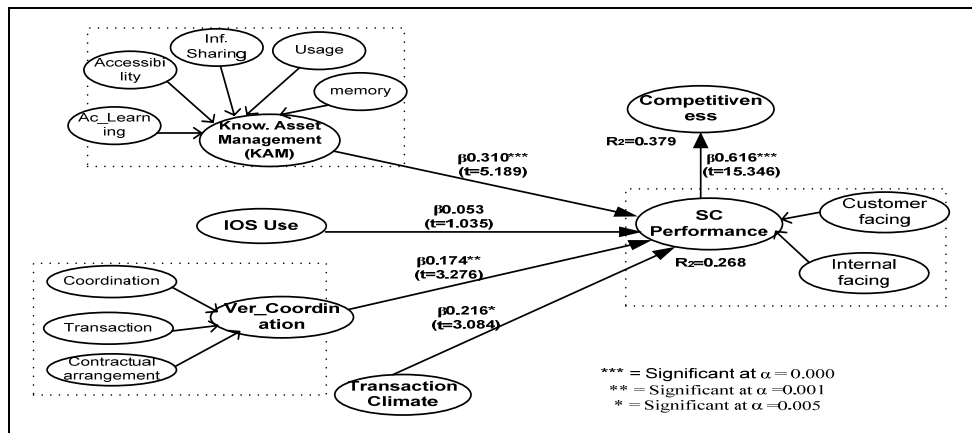 Inf.
Sharing
Usage
Accessibi
lity
memory
Ac_Learn
ing
Know. Asset
Management
(KAM)
Competitiven
ess
R2=0.379
β0.616***
(t=15.346)
β0.310***
(t=5.189)
IOS Use
β0.053
(t=1.035)
SC
Performance
R2=0.268
Customer
facing
Internal
facing
Coordination
Transaction
Contractual
arrangement
Ver_Coordin
ation
β0.174**
(t=3.276)
β0.216*
(t=3.084)
Transaction
Climate
*** = Significant at α =0.000
** = Significant at α =0.001
* = Significant at α =0.005